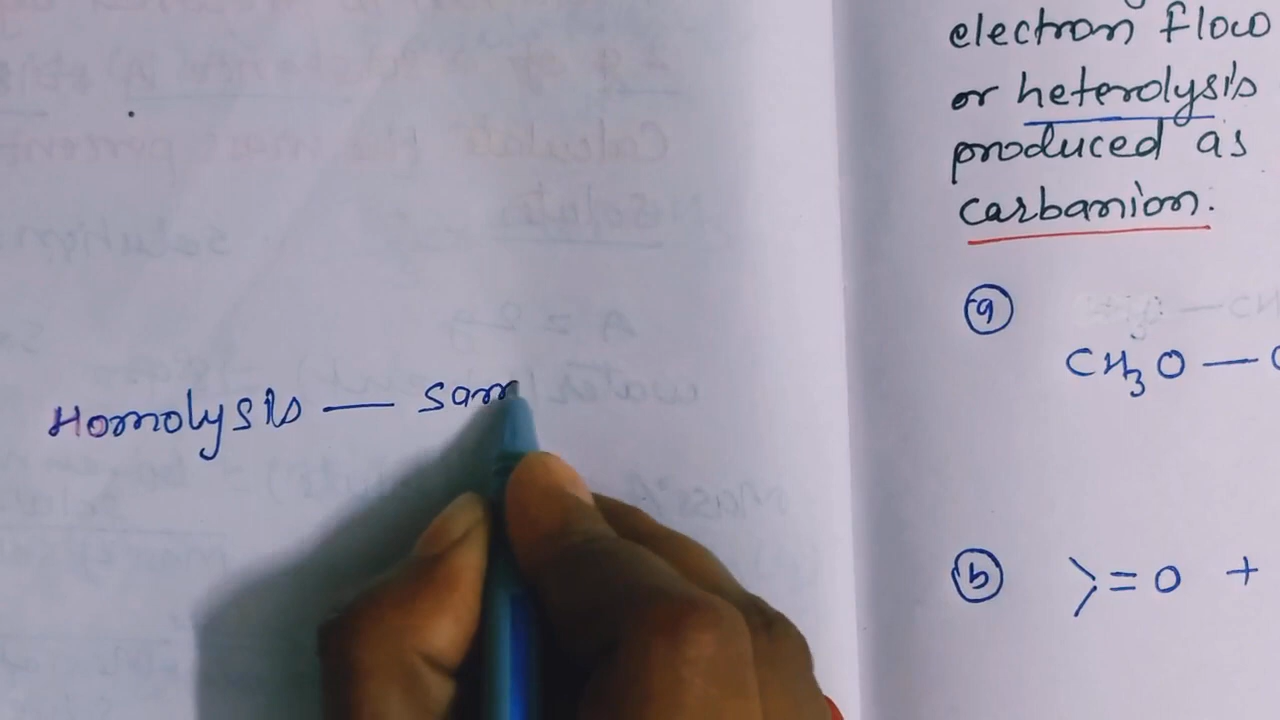 Homolysis — sam
electron flow
or heterolysis
produced as
carbanion.
a
CH3O —
b
=O +